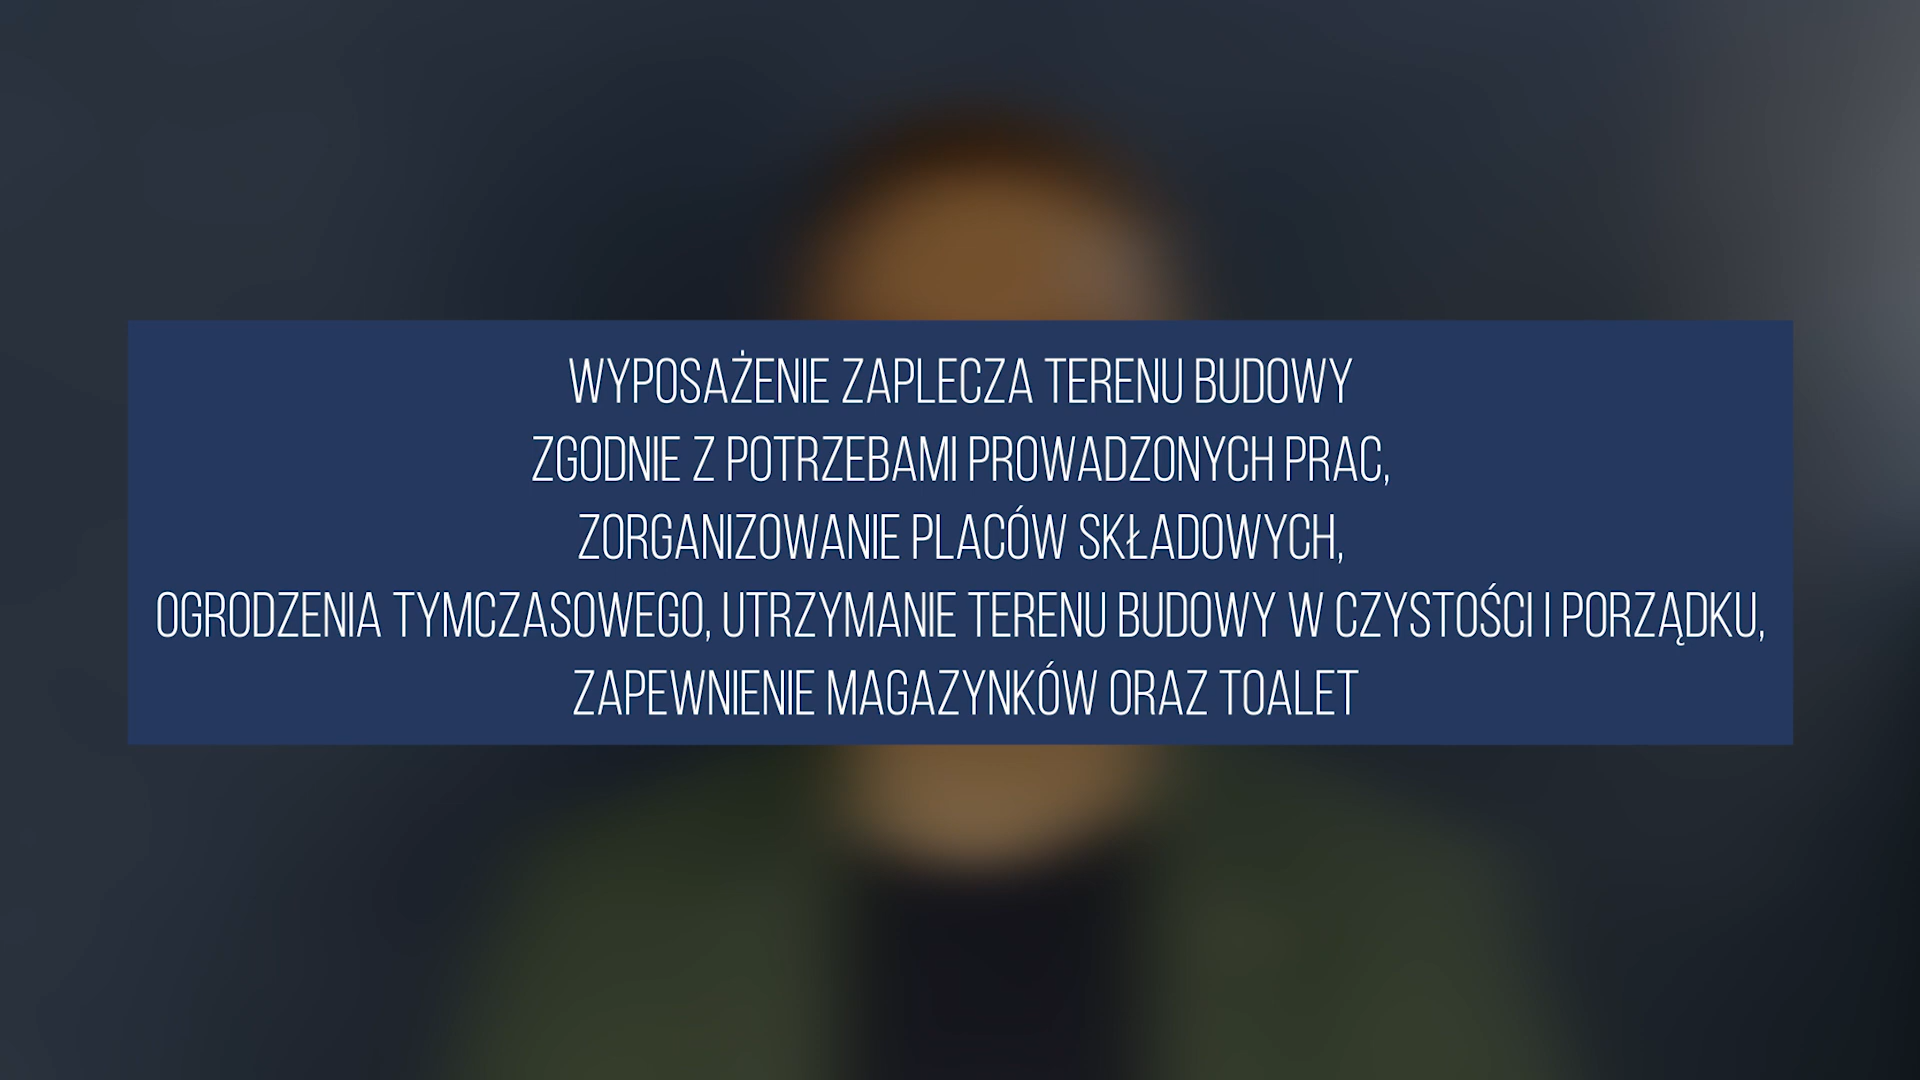 WYPOSAŻENIE ZAPLECZA TERENU BUDOWY
ZGODNIE Z POTRZEBAMI PROWADZONYCH PRAC,
ZORGANIZOWANIE PLACÓW SKŁADOWYCH,
OGRODZENIA TYMCZASOWEGO, UTRZYMANIE TERENU BUDOWY W CZYSTOŚCI I PORZĄDKU,
ZAPEWNIENIE MAGAZYNKÓW ORAZ TOALET